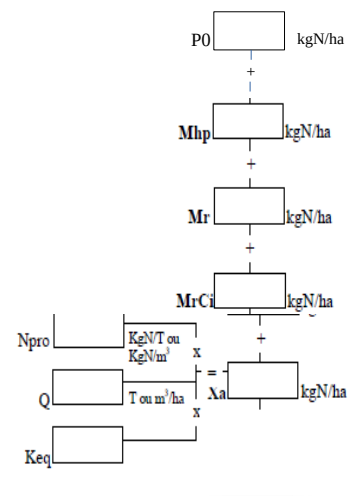 P0 kgN/ha
+
Mhp kgN/ha
+
Mr kgN/ha
+
MrCi kgN/ha
Npro KgN/T ou
KgN/m³
x
+
Q T ou m³/ha
= Xa kgN/ha
x
Keq